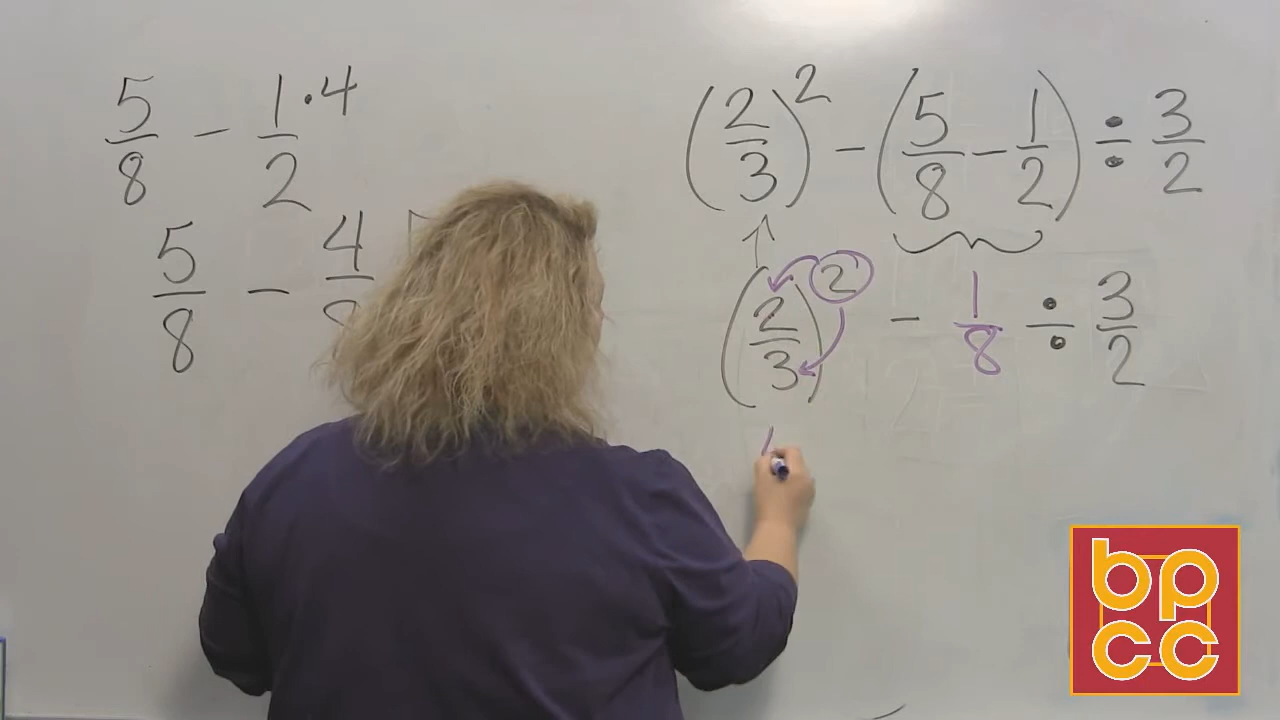 5/8 - 1·4/2
5/8 - 4/8
(2/3)^2 - (5/8 - 1/2) ÷ 3/2
(2/3)^2 - 1/8 ÷ 3/2
bp
cc